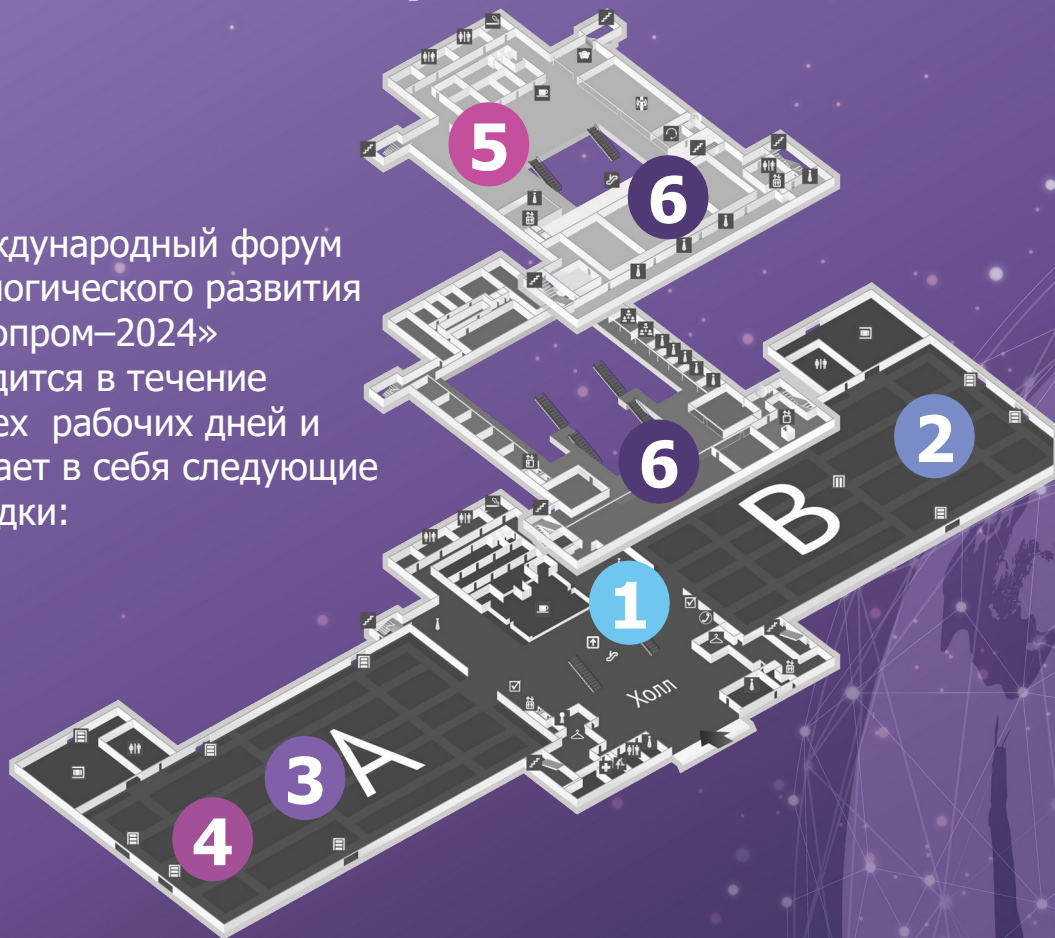 ждународный форум
логического развития
опром–2024»
дится в течение
ех рабочих дней и
ает в себя следующие
дки:
5
6
6
2
B
1
Холл
A
3
4